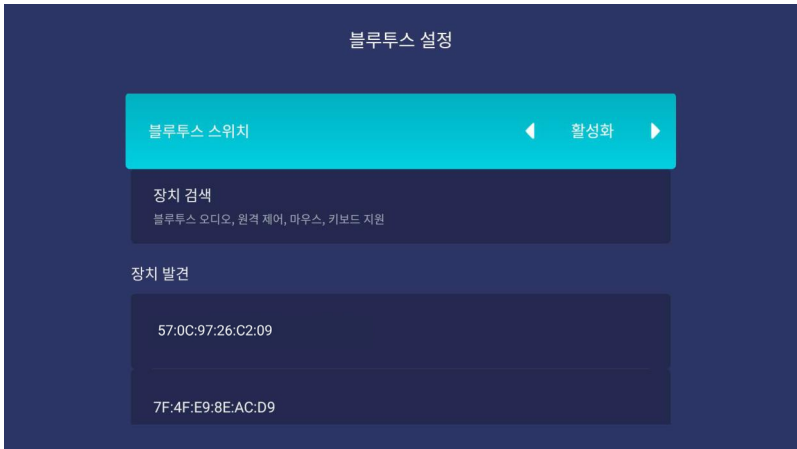 블루투스 설정
블루투스 스위치 활성화
장치 검색
블루투스 오디오, 원격 제어, 마우스, 키보드 지원
장치 발견
57:0C:97:26:C2:09
7F:4F:E9:8E:AC:D9